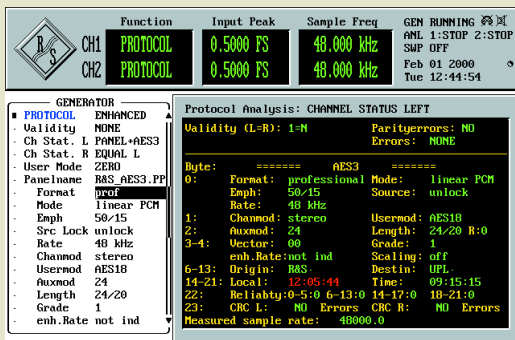 Function Input Peak Sample Freq GEN RUNNING
R&S CH1 PROTOCOL 0.5000 FS 48.000 kHz ANL 1:STOP 2:STOP
SWP OFF
CH2 PROTOCOL 0.5000 FS 48.000 kHz Feb 01 2000
Tue 12:44:54
GENERATOR
PROTOCOL ENHANCED
Validity NONE
Ch Stat. L PANEL+AES3
Ch Stat. R EQUAL L
User Mode ZERO
Panelname R&S_AES3.PP
Format prof
Mode linear PCM
Emph 50/15
Src Lock unlock
Rate 48 kHz
Chanmod stereo
Usermod AES18
Auxmod 24
Length 24/20
Grade 1
enh.Rate not ind
Protocol Analysis: CHANNEL STATUS LEFT
Validity (L=R): 1=N Parityerrors: NO
Errors: NONE
Byte: ======= AES3 =======
0: Format: professional Mode: linear PCM
Emph: 50/15 Source: unlock
Rate: 48 kHz
1: Chanmod: stereo Usermod: AES18
2: Auxmod: 24 Length: 24/20 R:0
3-4: Vector: 00 Grade: 1
enh.Rate:not ind Scaling: off
6-13: Origin: R&S· Destin: UPL·
14-21: Local: 12:05:44 Time: 09:15:15
22: Reliabty:0-5:0 6-13:0 14-17:0 18-21:0
23: CRC L: NO Errors CRC R: NO Errors
Measured sample rate: 48000.0